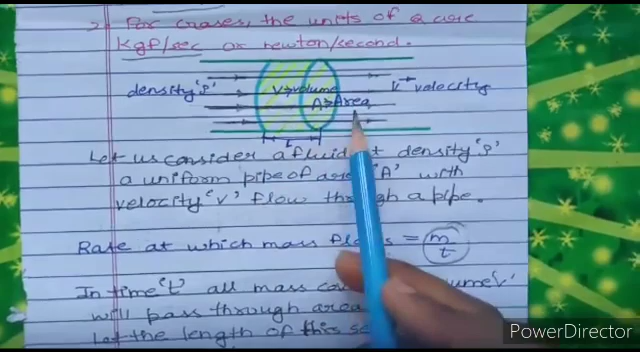 2. For gases, the units of Q are
kgf/sec or newton/second.
density 'ρ'
V→volume
A→Area
V→velocity
L
Let us consider a fluid at density 'ρ'
a uniform pipe of area 'A' with
velocity 'v' flow through a pipe.
Rate at which mass flows = m/t
In time 't' all mass 'v'
will pass through area
Let the length of this
PowerDirector